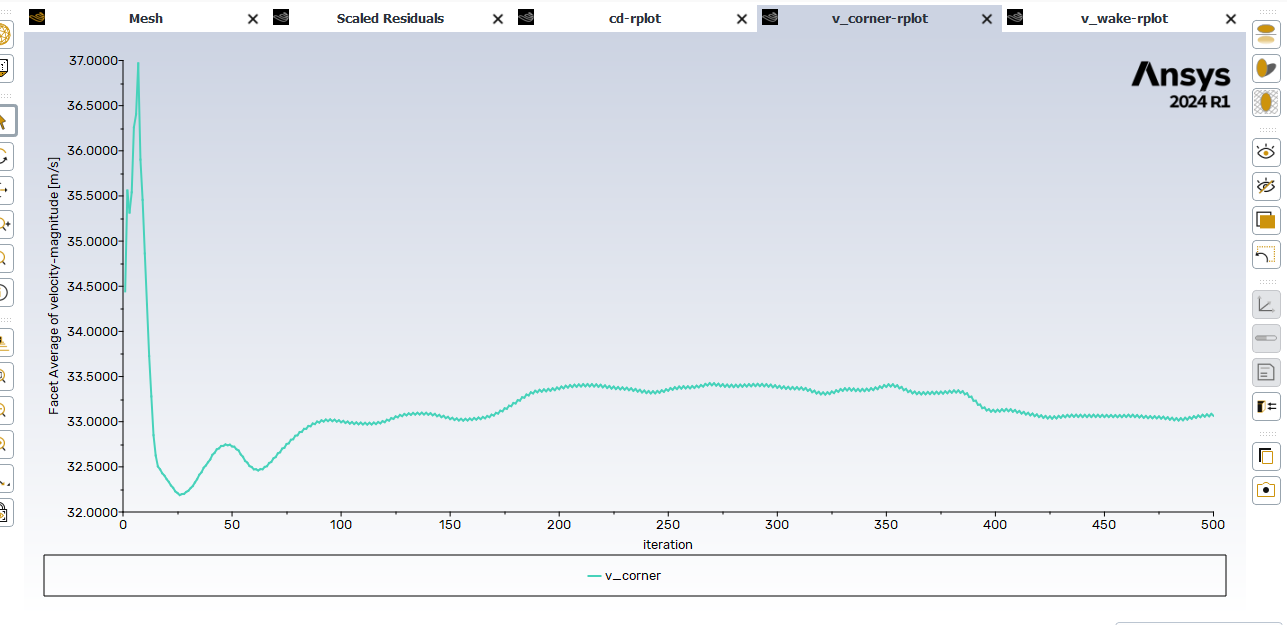 Mesh
Scaled Residuals
cd-rplot
v_corner-rplot
v_wake-rplot
Ansys
2024 R1
Facet Average of velocity-magnitude [m/s]
37.0000
36.5000
36.0000
35.5000
35.0000
34.5000
34.0000
33.5000
33.0000
32.5000
32.0000
0 50 100 150 200 250 300 350 400 450 500
iteration
v_corner